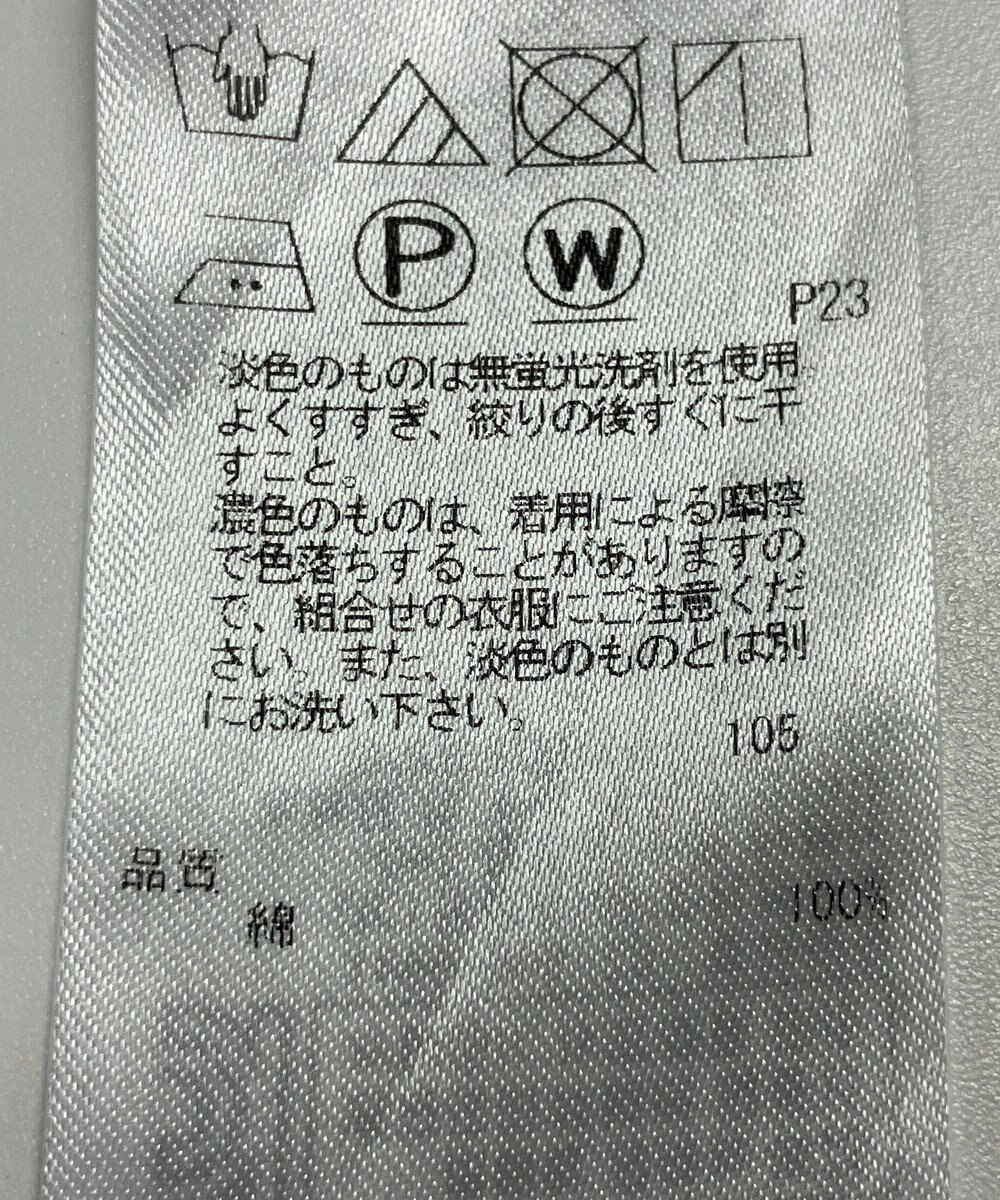 P W
P23
淡色のものは無蛍光洗剤を使用
よくすすぎ、絞りの後すぐに干
すこと。
濃色のものは、着用による摩擦
で色落ちすることがありますの
で、組合せの衣服にご注意くだ
さい。また、淡色のものとは別
にお洗い下さい。
105
品質
綿 100%